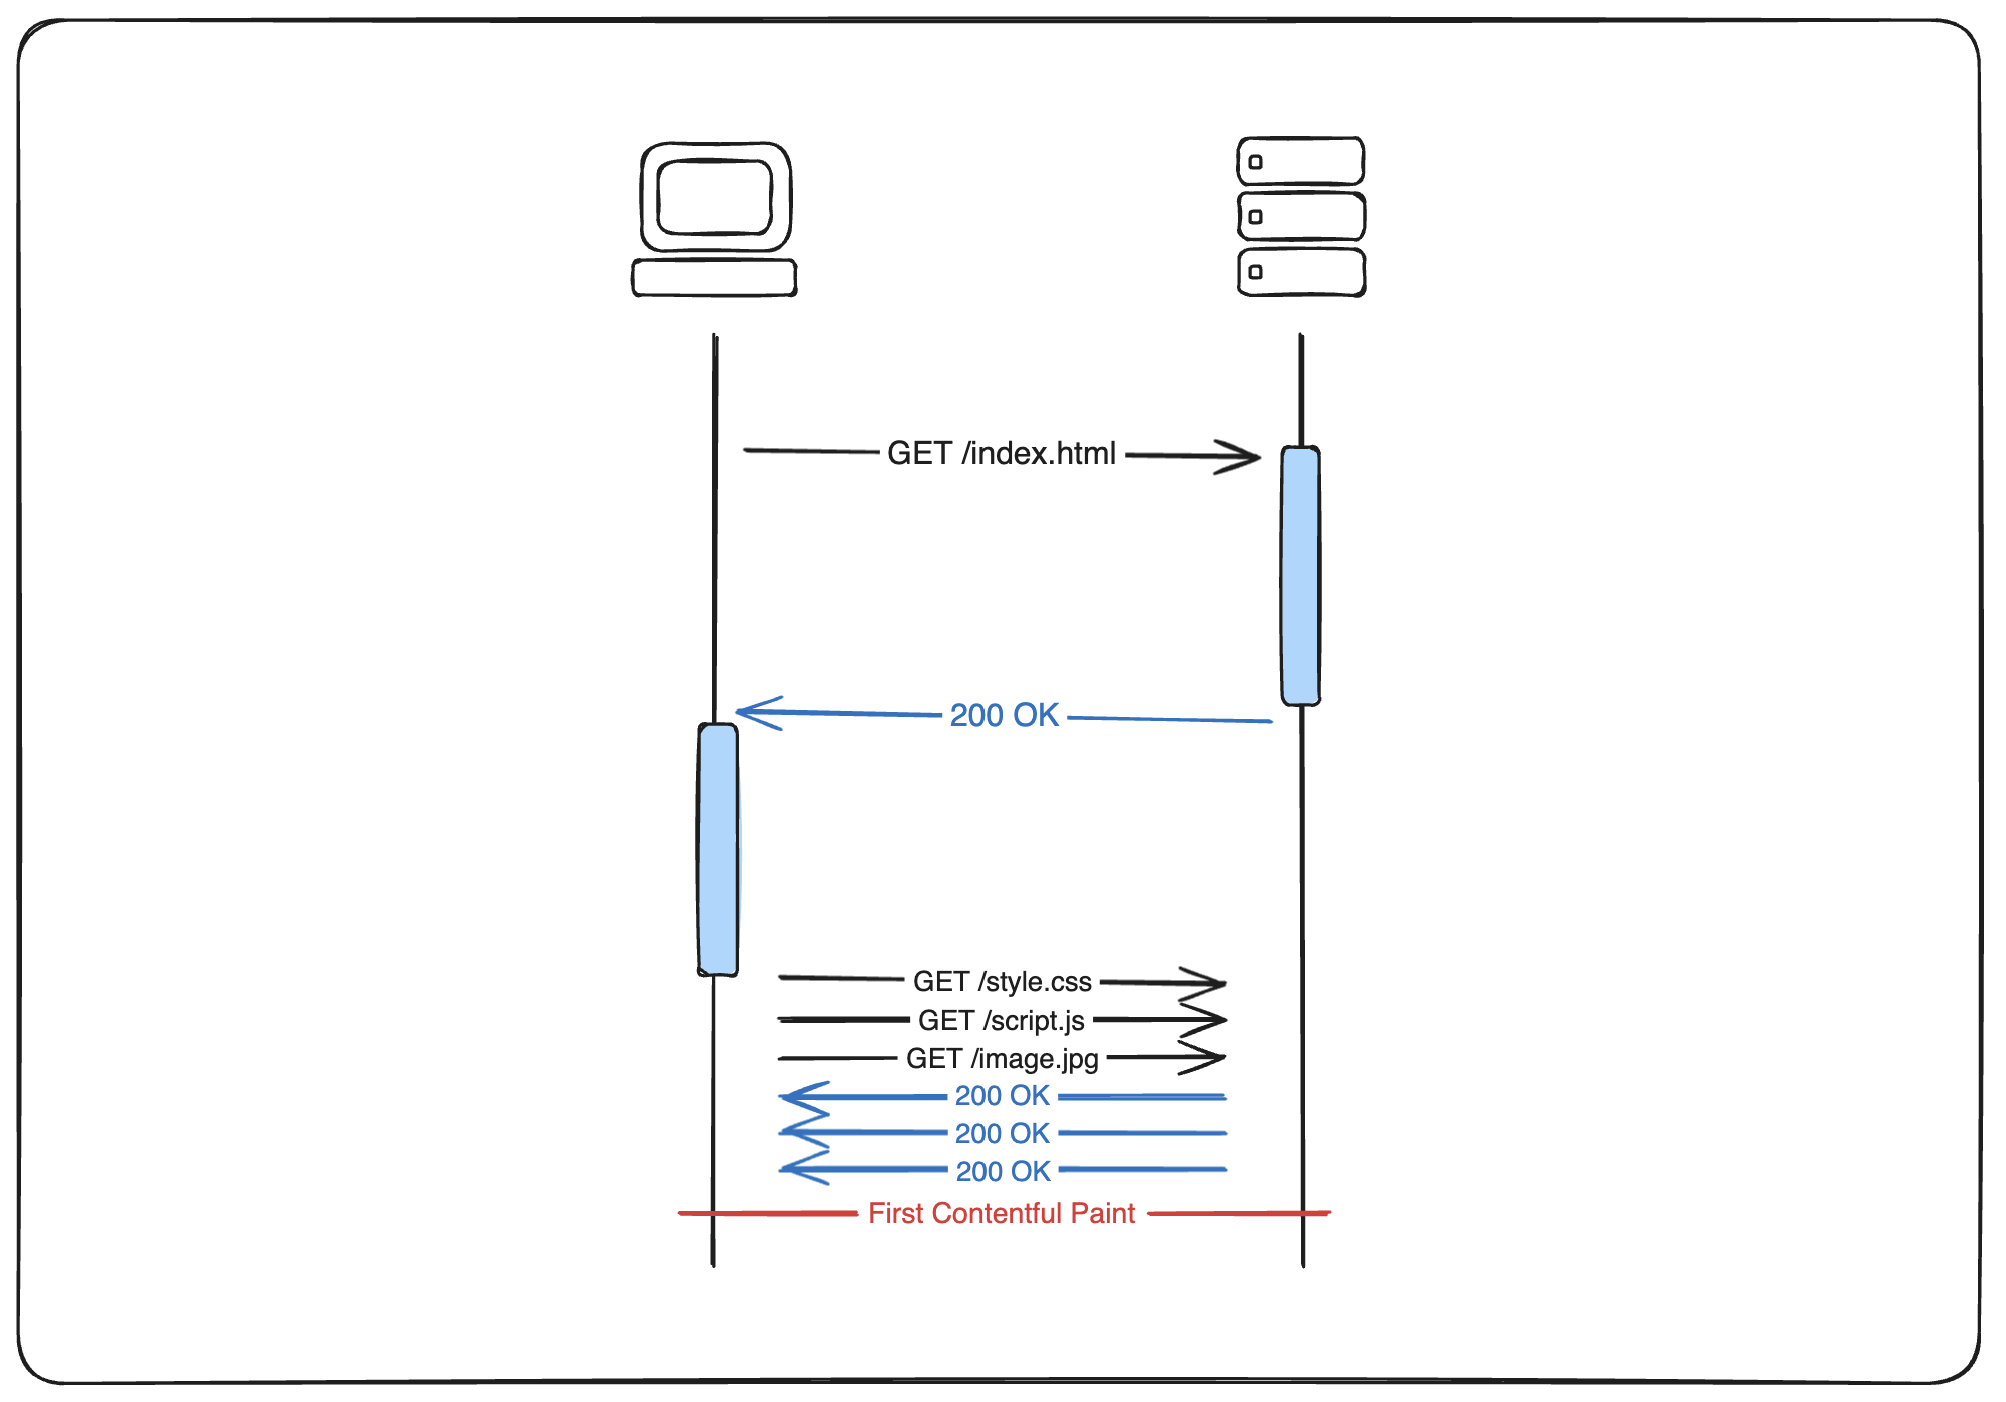 GET /index.html
200 OK
GET /style.css
GET /script.js
GET /image.jpg
200 OK
200 OK
200 OK
First Contentful Paint